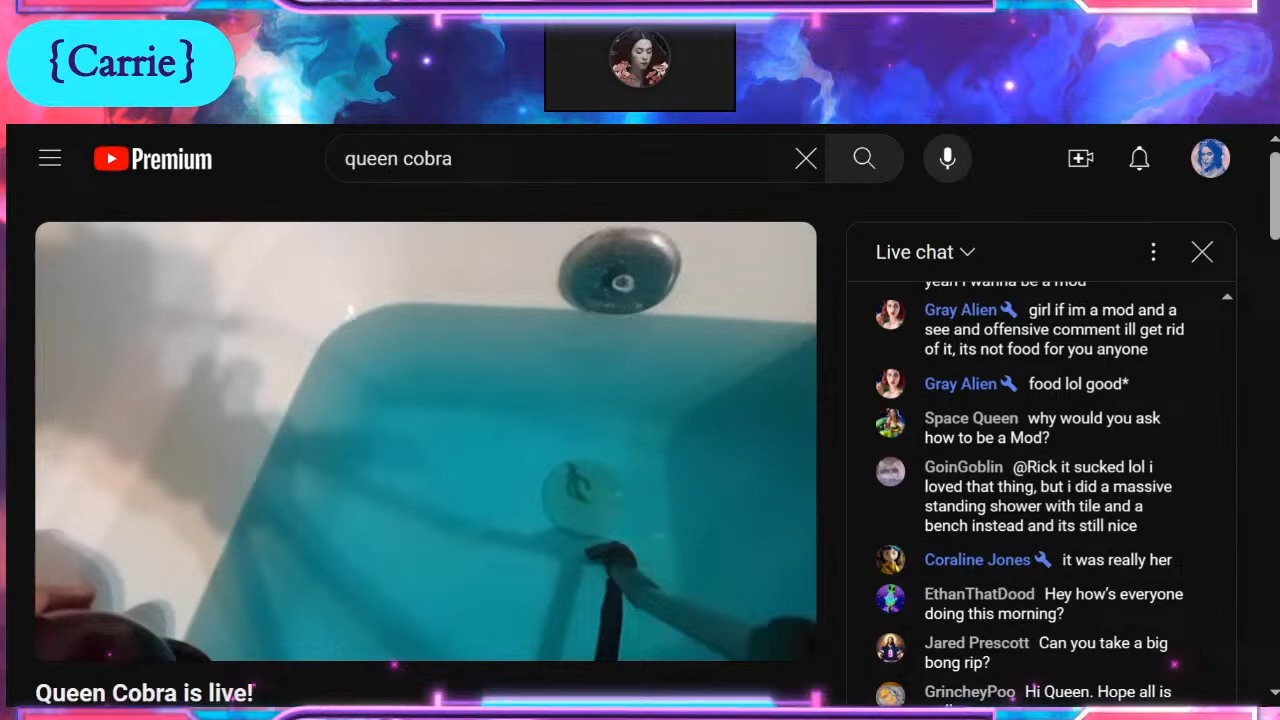 {Carrie}
Premium
queen cobra
Live chat
yeah i wanna be a mod
Gray Alien girl if im a mod and a
see and offensive comment ill get rid
of it, its not food for you anyone
Gray Alien food lol good*
Space Queen why would you ask
how to be a Mod?
GoinGoblin @Rick it sucked lol i
loved that thing, but i did a massive
standing shower with tile and a
bench instead and its still nice
Coraline Jones it was really her
EthanThatDood Hey how's everyone
doing this morning?
Jared Prescott Can you take a big
bong rip?
GrincheyPoo Hi Queen. Hope all is
Queen Cobra is live!